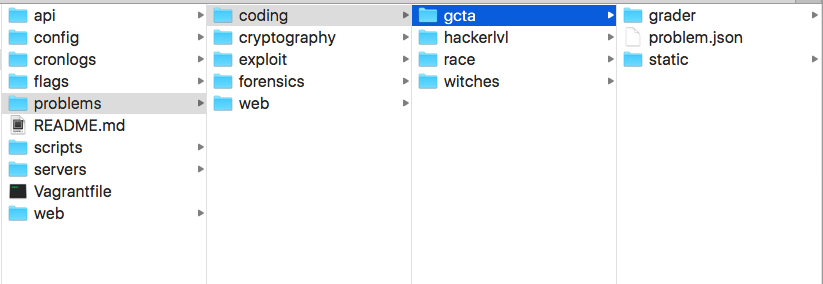 api
config
cronlogs
flags
problems
README.md
scripts
servers
Vagrantfile
web
coding
cryptography
exploit
forensics
web
gcta
hackerlvl
race
witches
grader
problem.json
static